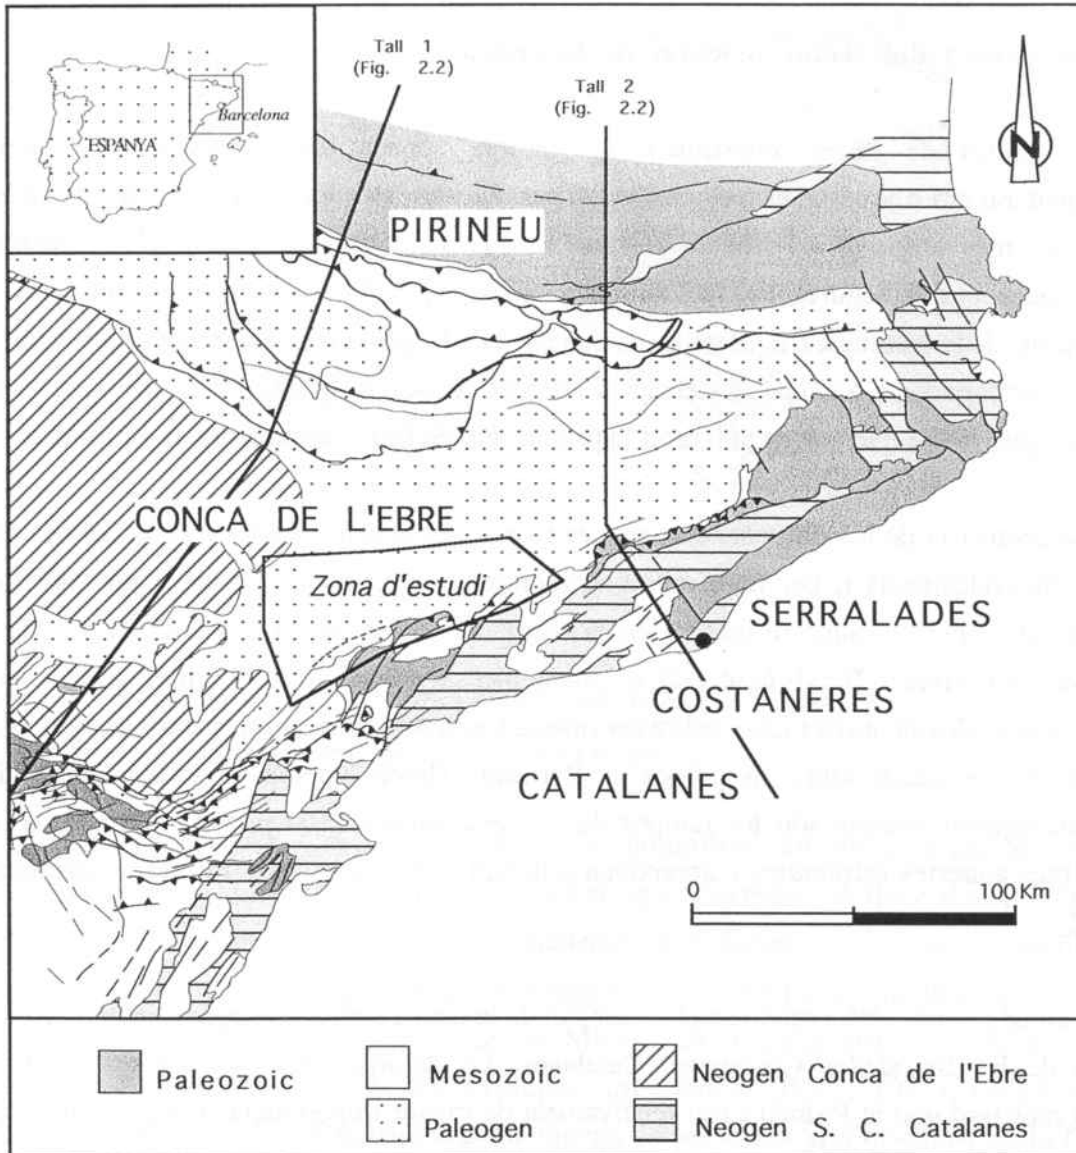 Tall 1
(Fig. 2.2)
Tall 2
(Fig. 2.2)
Barcelona
ESPANYA
N
PIRINEU
CONCA DE L'EBRE
Zona d'estudi
SERRALADES
COSTANERES
CATALANES
0 100 Km
Paleozoic
Mesozoic
Neogen Conca de l'Ebre
Paleogen
Neogen S. C. Catalanes